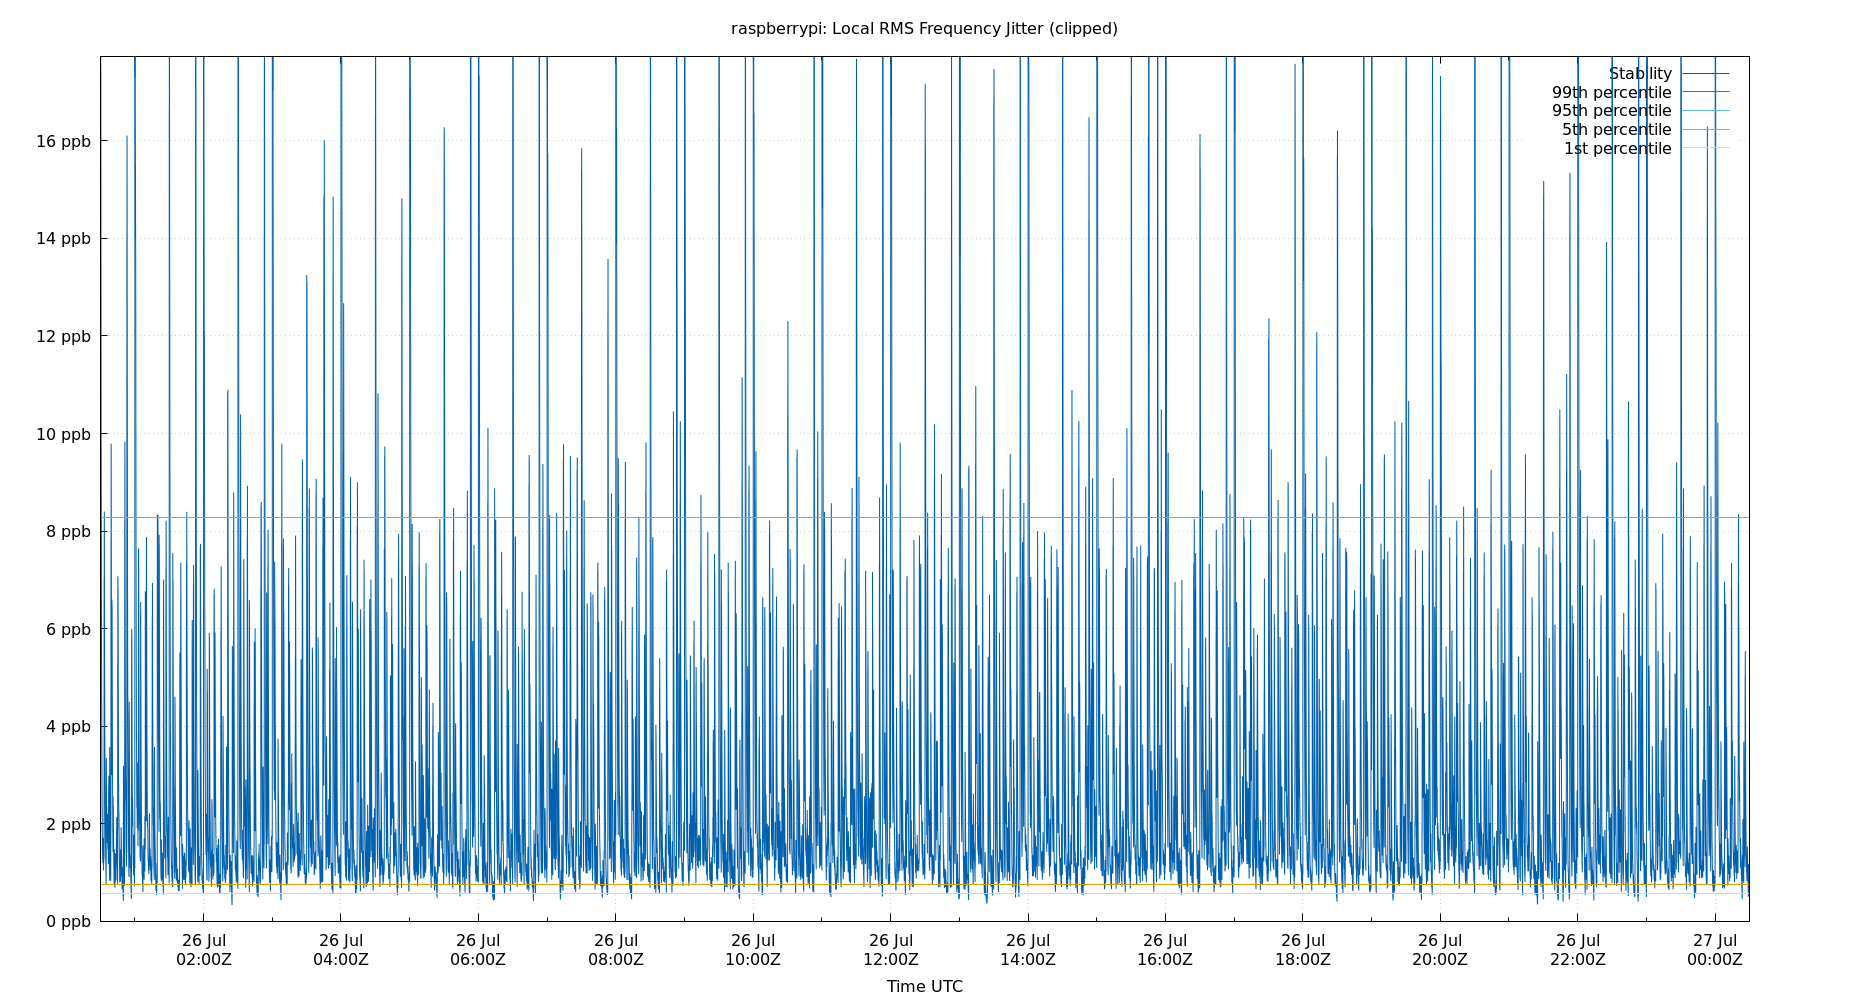 raspberrypi: Local RMS Frequency Jitter (clipped)
Stability
99th percentile
95th percentile
5th percentile
1st percentile
16 ppb
14 ppb
12 ppb
10 ppb
8 ppb
6 ppb
4 ppb
2 ppb
0 ppb
26 Jul 26 Jul 26 Jul 26 Jul 26 Jul 26 Jul 26 Jul 26 Jul 26 Jul 26 Jul 26 Jul 27 Jul
02:00Z 04:00Z 06:00Z 08:00Z 10:00Z 12:00Z 14:00Z 16:00Z 18:00Z 20:00Z 22:00Z 00:00Z
Time UTC